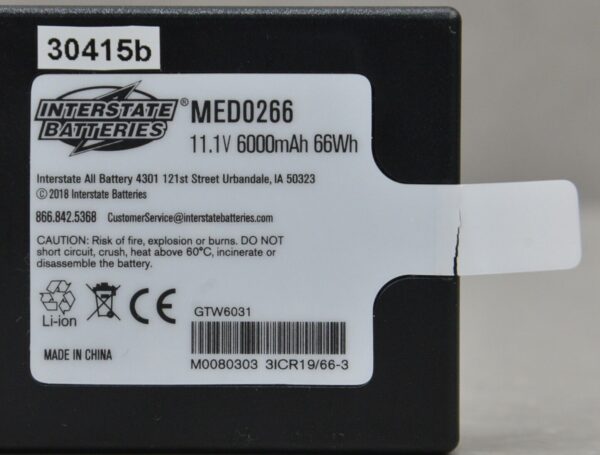 30415b
INTERSTATE
BATTERIES®
MED0266
11.1V 6000mAh 66Wh
Interstate All Battery 4301 121st Street Urbandale, IA 50323
© 2018 Interstate Batteries
866.842.5368 CustomerService@interstatebatteries.com
CAUTION: Risk of fire, explosion or burns. DO NOT
short circuit, crush, heat above 60°C, incinerate or
disassemble the battery.
Li-ion
CE
GTW6031
MADE IN CHINA
M0080303 3ICR19/66-3